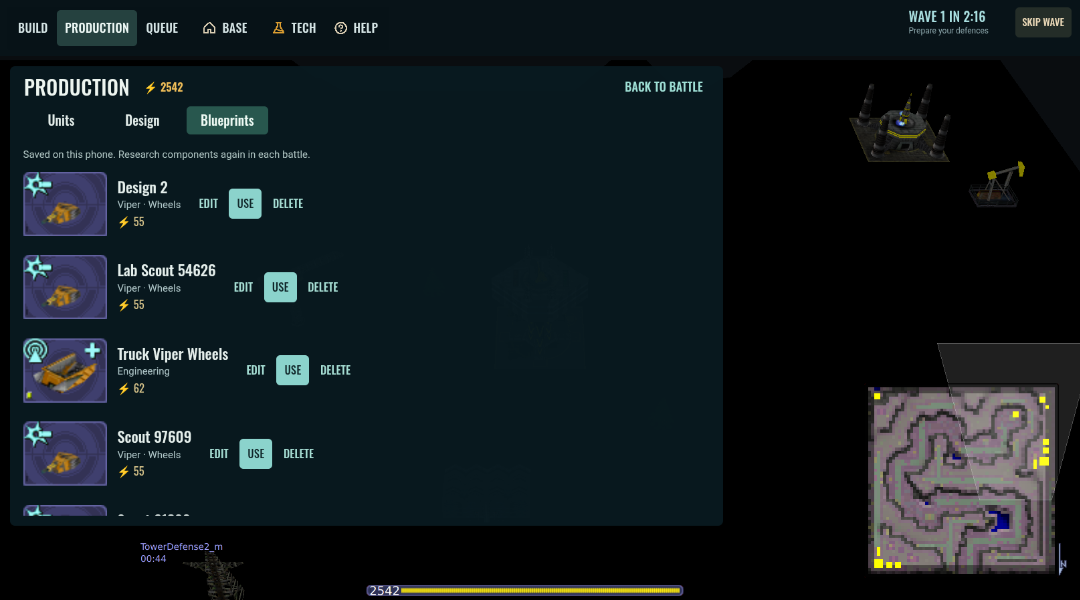 BUILD PRODUCTION QUEUE BASE TECH HELP
WAVE 1 IN 2:16
Prepare your defences
SKIP WAVE
PRODUCTION 2542
BACK TO BATTLE
Units Design Blueprints
Saved on this phone. Research components again in each battle.
Design 2
Viper · Wheels
55
EDIT USE DELETE
Lab Scout 54626
Viper · Wheels
55
EDIT USE DELETE
Truck Viper Wheels
Engineering
62
EDIT USE DELETE
Scout 97609
Viper · Wheels
55
EDIT USE DELETE
TowerDefense2_m
00:44
2542
N